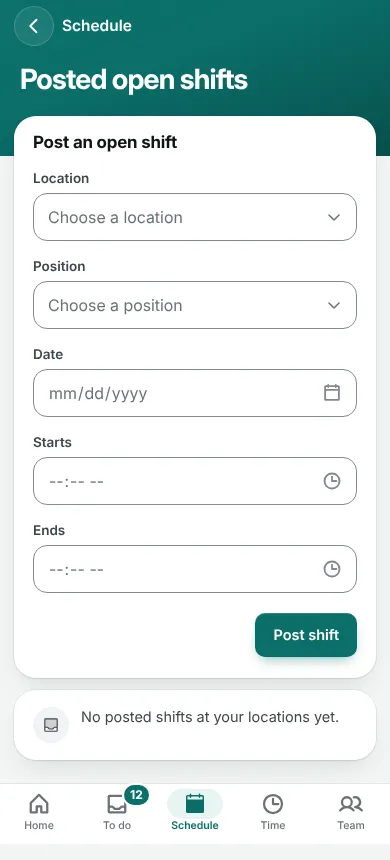 Schedule
Posted open shifts
Post an open shift
Location
Choose a location
Position
Choose a position
Date
mm/dd/yyyy
Starts
--:-- --
Ends
--:-- --
Post shift
No posted shifts at your locations yet.
12
Home
To do
Schedule
Time
Team